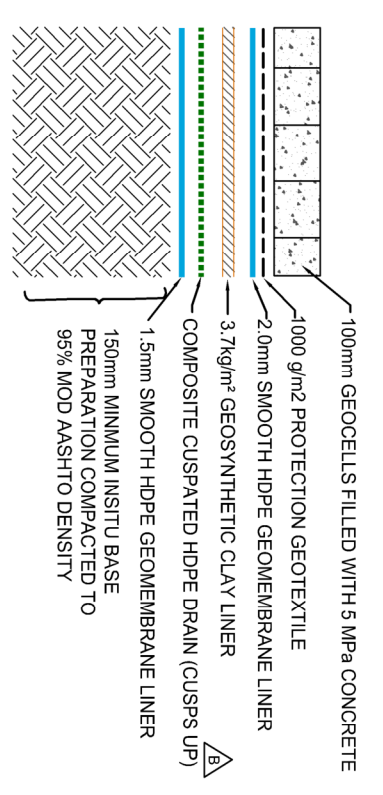 100mm GEOCELLS FILLED WITH 5 MPa CONCRETE
1000 g/m2 PROTECTION GEOTEXTILE
2.0mm SMOOTH HDPE GEOMEMBRANE LINER
3.7kg/m² GEOSYNTHETIC CLAY LINER
COMPOSITE CUSPATED HDPE DRAIN (CUSPS UP)
B
1.5mm SMOOTH HDPE GEOMEMBRANE LINER
150mm MINMUM INSITU BASE
PREPARATION COMPACTED TO
95% MOD AASHTO DENSITY